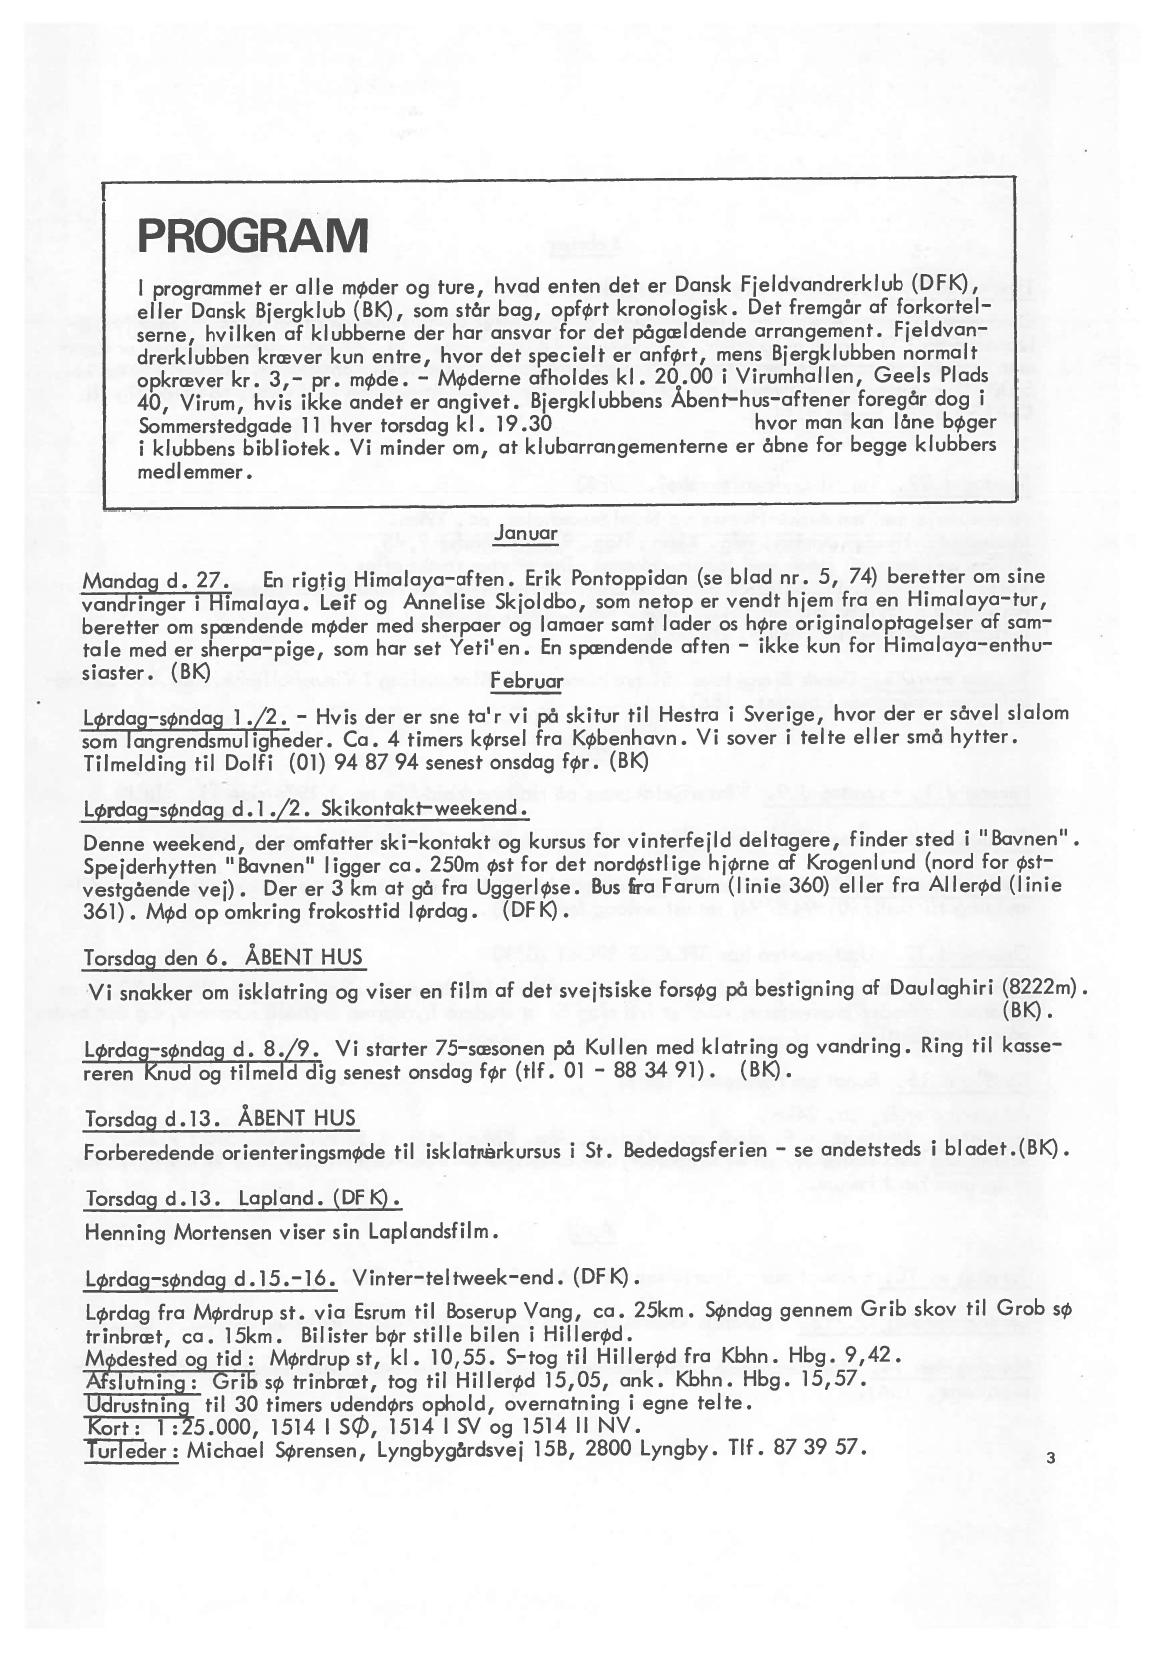 PROGRAM
I programmet er alle møder og ture, hvad enten det er Dansk Fjeldvandrerklub (DFK),
eller Dansk Bjergklub (BK), som står bag, opført kronologisk. Det fremgår af forkortel-
serne, hvilken af klubberne der har ansvar for det pågældende arrangement. Fjeldvan-
drerklubben kræver kun entre, hvor det specielt er anført, mens Bjergklubben normalt
opkræver kr. 3,- pr. møde. - Møderne afholdes kl. 20.00 i Virumhallen, Geels Plads
40, Virum, hvis ikke andet er angivet. Bjergklubbens Åbent-hus-aftener foregår dog i
Sommerstedgade 11 hver torsdag kl. 19.30 hvor man kan låne bøger
i klubbens bibliotek. Vi minder om, at klubarrangementerne er åbne for begge klubbers
medlemmer.
Januar
Mandag d. 27. En rigtig Himalaya-aften. Erik Pontoppidan (se blad nr. 5, 74) beretter om sine
vandringer i Himalaya. Leif og Annelise Skjoldbo, som netop er vendt hjem fra en Himalaya-tur,
beretter om spændende møder med sherpaer og lamaer samt lader os høre originaloptagelser af sam-
tale med er sherpa-pige, som har set Yeti'en. En spændende aften - ikke kun for Himalaya-enthu-
siaster. (BK)
Februar
Lørdag-søndag 1./2. - Hvis der er sne ta'r vi på skitur til Hestra i Sverige, hvor der er såvel slalom
som langrendsmuligheder. Ca. 4 timers kørsel fra København. Vi sover i telte eller små hytter.
Tilmelding til Dolfi (01) 94 87 94 senest onsdag før. (BK)
Lørdag-søndag d.1./2. Skikontakt-weekend.
Denne weekend, der omfatter ski-kontakt og kursus for vinterfejld deltagere, finder sted i "Bavnen".
Spejderhytten "Bavnen" ligger ca. 250m øst for det nordøstlige hjørne af Krogenlund (nord for øst-
vestgående vej). Der er 3 km at gå fra Uggerløse. Bus fra Farum (linie 360) eller fra Allerød (linie
361). Mød op omkring frokosttid lørdag. (DFK).
Torsdag den 6. ÅBENT HUS
Vi snakker om isklatring og viser en film af det svejtsiske forsøg på bestigning af Daulaghiri (8222m).
(BK).
Lørdag-søndag d. 8./9. Vi starter 75-sæsonen på Kullen med klatring og vandring. Ring til kasse-
reren Knud og tilmeld dig senest onsdag før (tlf. 01 - 88 34 91). (BK).
Torsdag d.13. ÅBENT HUS
Forberedende orienteringsmøde til isklatrerkursus i St. Bededagsferien - se andetsteds i bladet.(BK).
Torsdag d.13. Lapland. (DFK).
Henning Mortensen viser sin Laplandsfilm.
Lørdag-søndag d.15.-16. Vinter-teltweek-end. (DFK).
Lørdag fra Mørdrup st. via Esrum til Boserup Vang, ca. 25km. Søndag gennem Grib skov til Grob sø
trinbræt, ca. 15km. Bilister bør stille bilen i Hillerød.
Mødested og tid: Mørdrup st, kl. 10,55. S-tog til Hillerød fra Kbhn. Hbg. 9,42.
Afslutning: Grib sø trinbræt, tog til Hillerød 15,05, ank. Kbhn. Hbg. 15,57.
Udrustning til 30 timers udendørs ophold, overnatning i egne telte.
Kort: 1:25.000, 1514 I SØ, 1514 I SV og 1514 II NV.
Turleder: Michael Sørensen, Lyngbygårdsvej 15B, 2800 Lyngby. Tlf. 87 39 57.
3